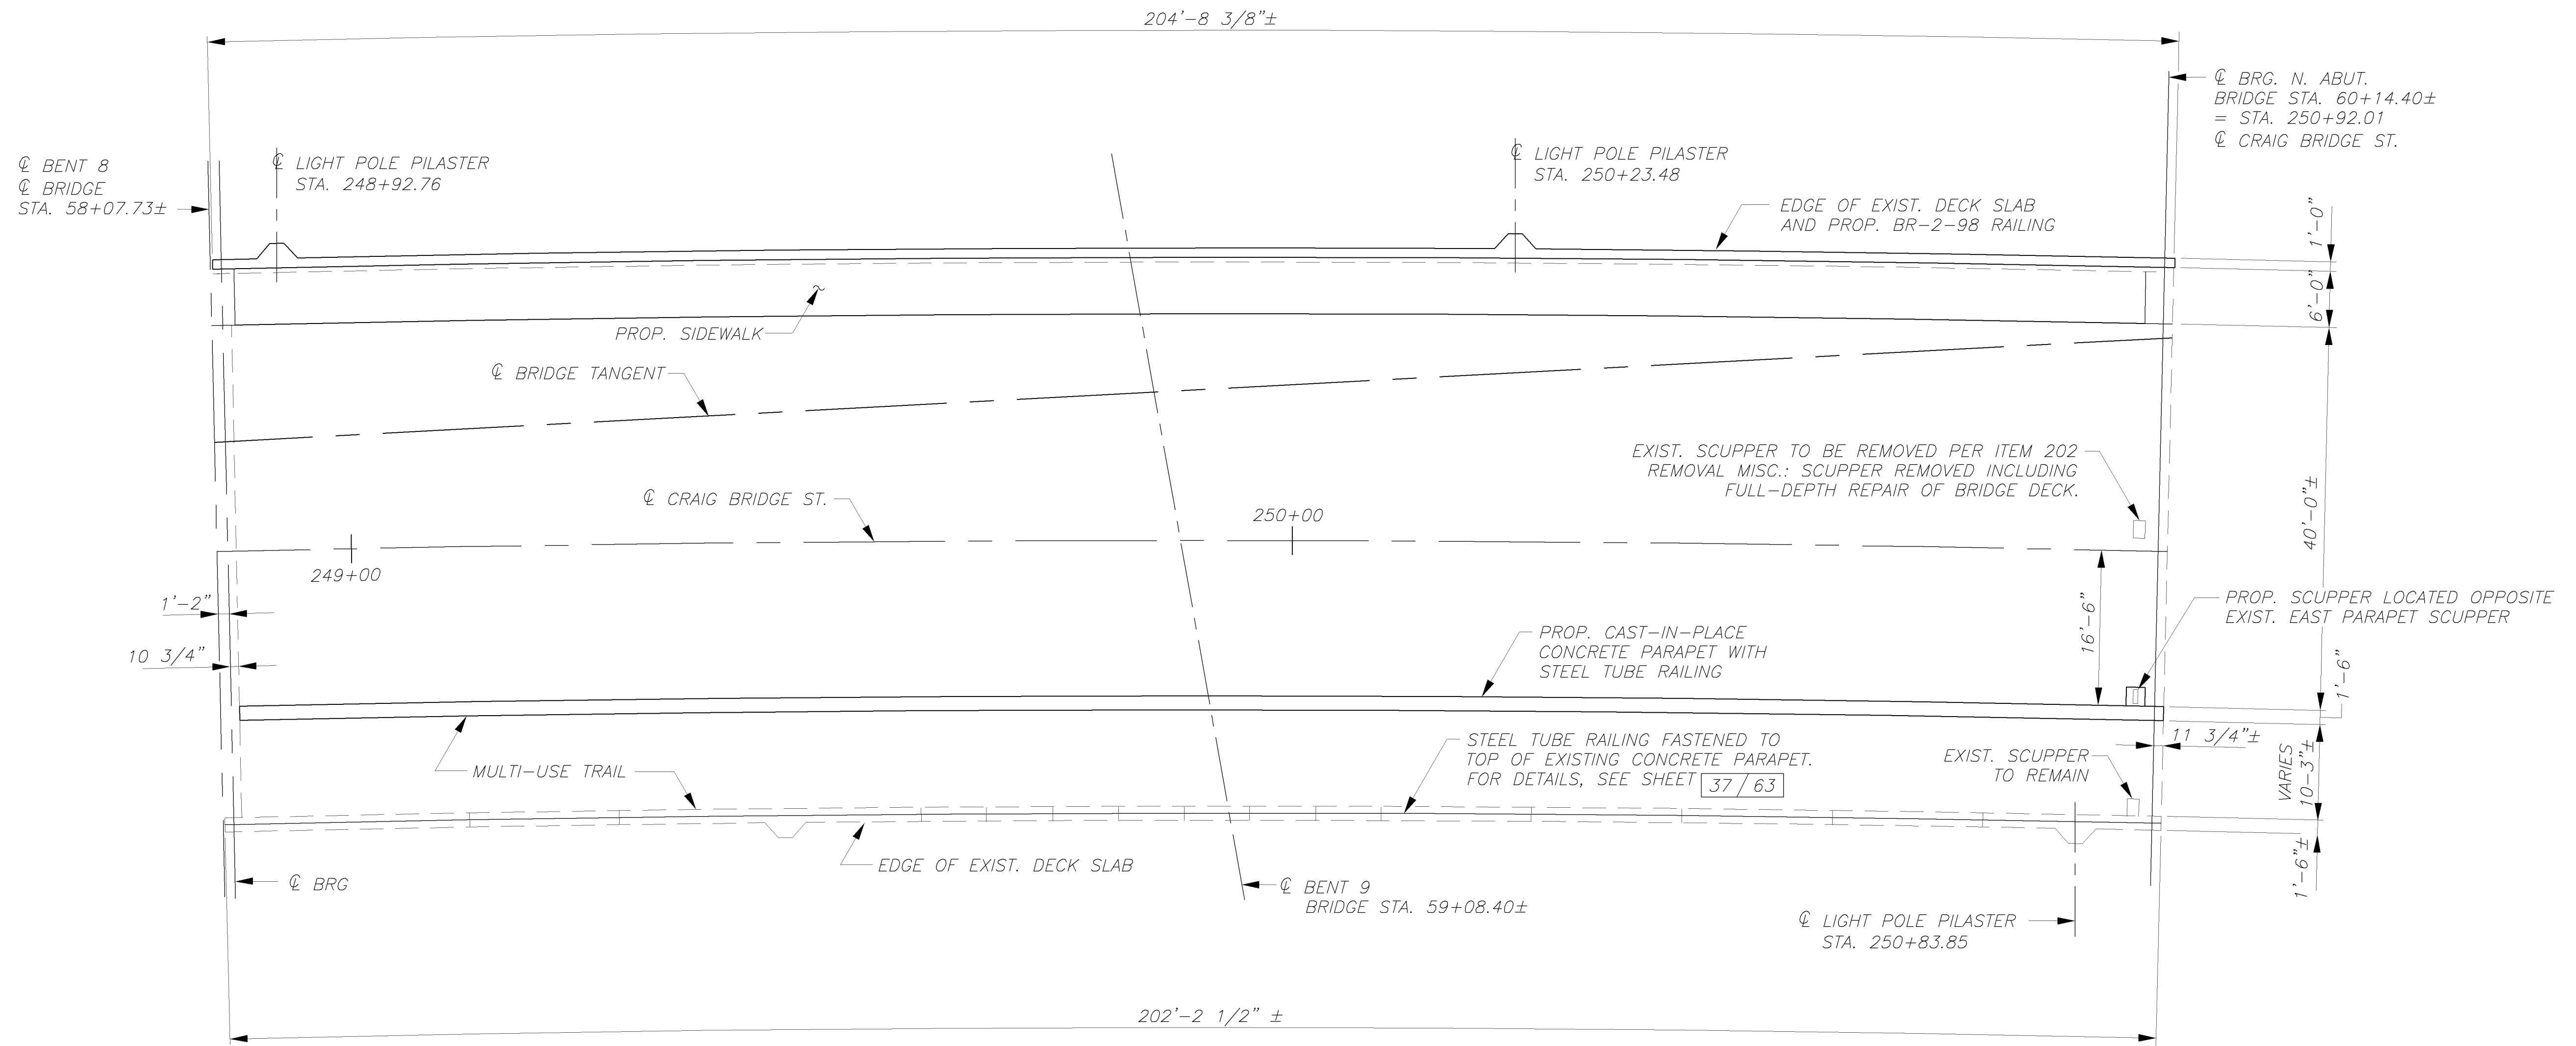 204'-8 3/8"±
℄ BRG. N. ABUT.
BRIDGE STA. 60+14.40±
= STA. 250+92.01
℄ CRAIG BRIDGE ST.
℄ BENT 8
℄ BRIDGE
STA. 58+07.73±
℄ LIGHT POLE PILASTER
STA. 248+92.76
℄ LIGHT POLE PILASTER
STA. 250+23.48
EDGE OF EXIST. DECK SLAB
AND PROP. BR-2-98 RAILING
1'-0"
6'-0"
PROP. SIDEWALK
℄ BRIDGE TANGENT
EXIST. SCUPPER TO BE REMOVED PER ITEM 202
REMOVAL MISC.: SCUPPER REMOVED INCLUDING
FULL-DEPTH REPAIR OF BRIDGE DECK.
℄ CRAIG BRIDGE ST.
250+00
249+00
40'-0"±
1'-2"
10 3/4"
16'-6"
PROP. SCUPPER LOCATED OPPOSITE
EXIST. EAST PARAPET SCUPPER
PROP. CAST-IN-PLACE
CONCRETE PARAPET WITH
STEEL TUBE RAILING
1'-6"
11 3/4"±
STEEL TUBE RAILING FASTENED TO
TOP OF EXISTING CONCRETE PARAPET.
FOR DETAILS, SEE SHEET 37 / 63
EXIST. SCUPPER
TO REMAIN
VARIES
10-3"±
MULTI-USE TRAIL
EDGE OF EXIST. DECK SLAB
1'-6"±
℄ BRG
℄ BENT 9
BRIDGE STA. 59+08.40±
℄ LIGHT POLE PILASTER
STA. 250+83.85
202'-2 1/2" ±